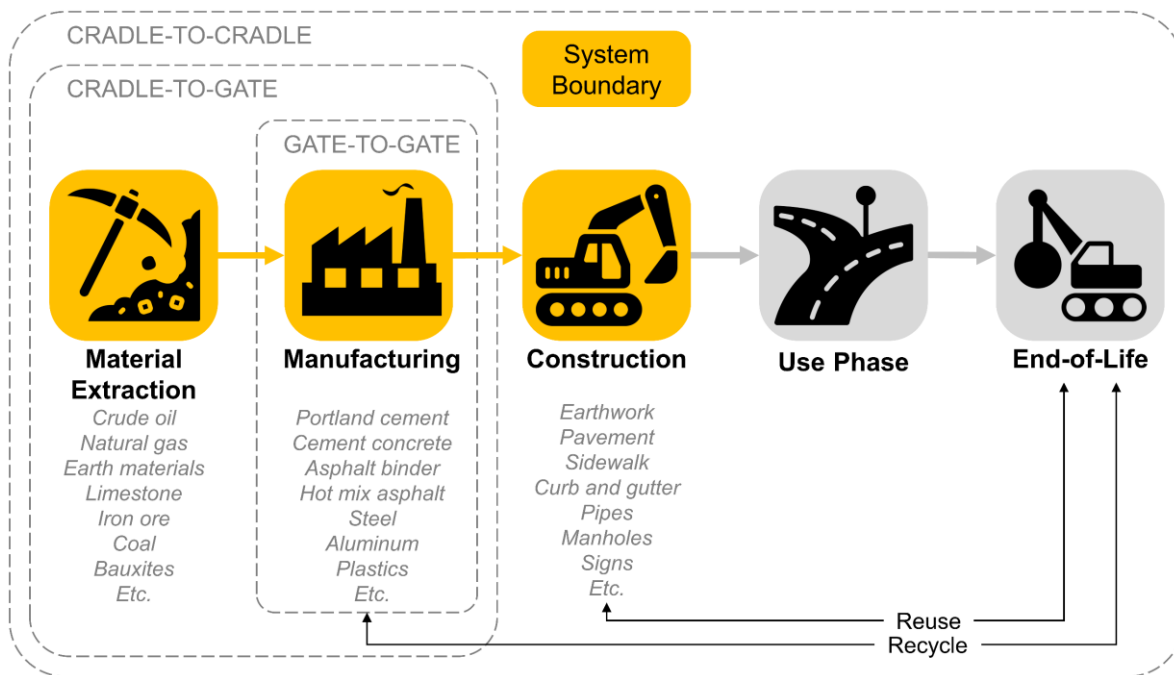 CRADLE-TO-CRADLE
System
Boundary
CRADLE-TO-GATE
GATE-TO-GATE
Material
Extraction
Crude oil
Natural gas
Earth materials
Limestone
Iron ore
Coal
Bauxites
Etc.
Manufacturing
Portland cement
Cement concrete
Asphalt binder
Hot mix asphalt
Steel
Aluminum
Plastics
Etc.
Construction
Earthwork
Pavement
Sidewalk
Curb and gutter
Pipes
Manholes
Signs
Etc.
Use Phase
End-of-Life
Reuse
Recycle